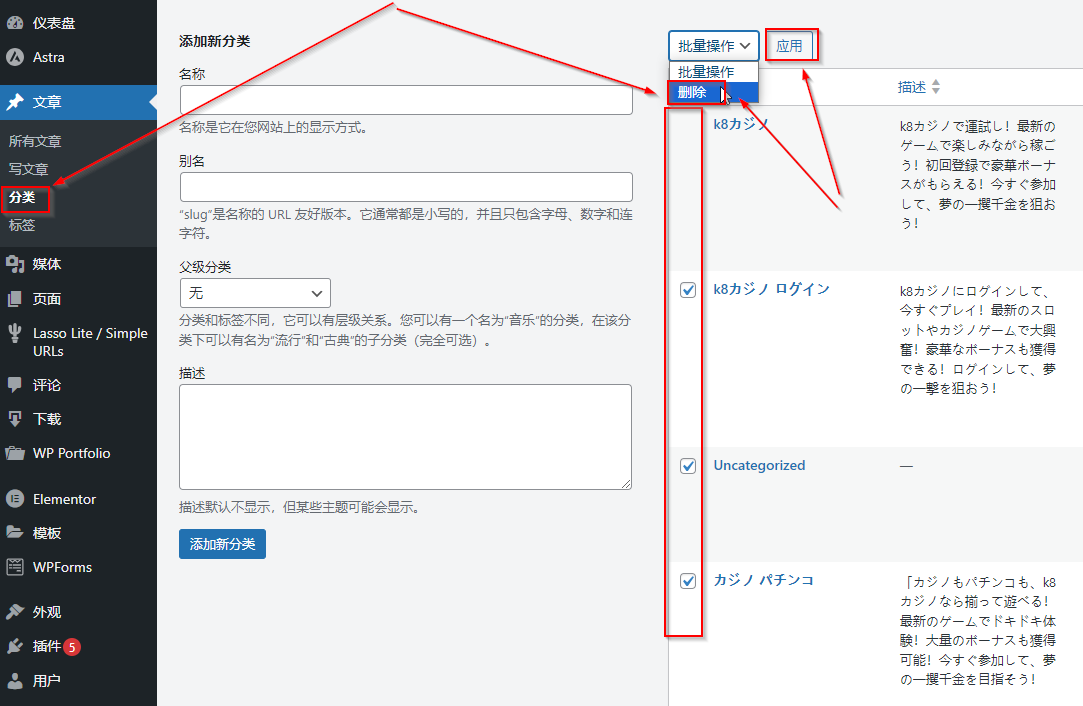 仪表盘
Astra
文章
所有文章
写文章
分类
标签
媒体
页面
Lasso Lite / Simple
URLs
评论
下载
WP Portfolio
Elementor
模板
WPForms
外观
插件 5
用户
添加新分类
名称
名称是它在您网站上的显示方式。
别名
“slug”是名称的 URL 友好版本。它通常都是小写的，并且只包含字母、数字和连
字符。
父级分类
无
分类和标签不同，它可以有层级关系。您可以有一个名为“音乐”的分类，在该分
类下可以有名为“流行”和“古典”的子分类（完全可选）。
描述
描述默认不显示，但某些主题可能会显示。
添加新分类
批量操作
应用
批量操作
删除
描述
k8カジノ
k8カジノで運試し！最新の
ゲームで楽しみながら稼ご
う！初回登録で豪華ボーナ
スがもらえる！今すぐ参加
して、夢の一攫千金を狙お
う！
k8カジノ ログイン
k8カジノにログインして、
今すぐプレイ！最新のスロ
ットやカジノゲームで大興
奮！豪華なボーナスも獲得
できる！ログインして、夢
の一撃を狙おう！
Uncategorized
—
カジノ パチンコ
「カジノもパチンコも、k8
カジノなら揃って遊べる！
最新のゲームでドキドキ体
験！大量のボーナスも獲得
可能！今すぐ参加して、夢
の一攫千金を目指そう！